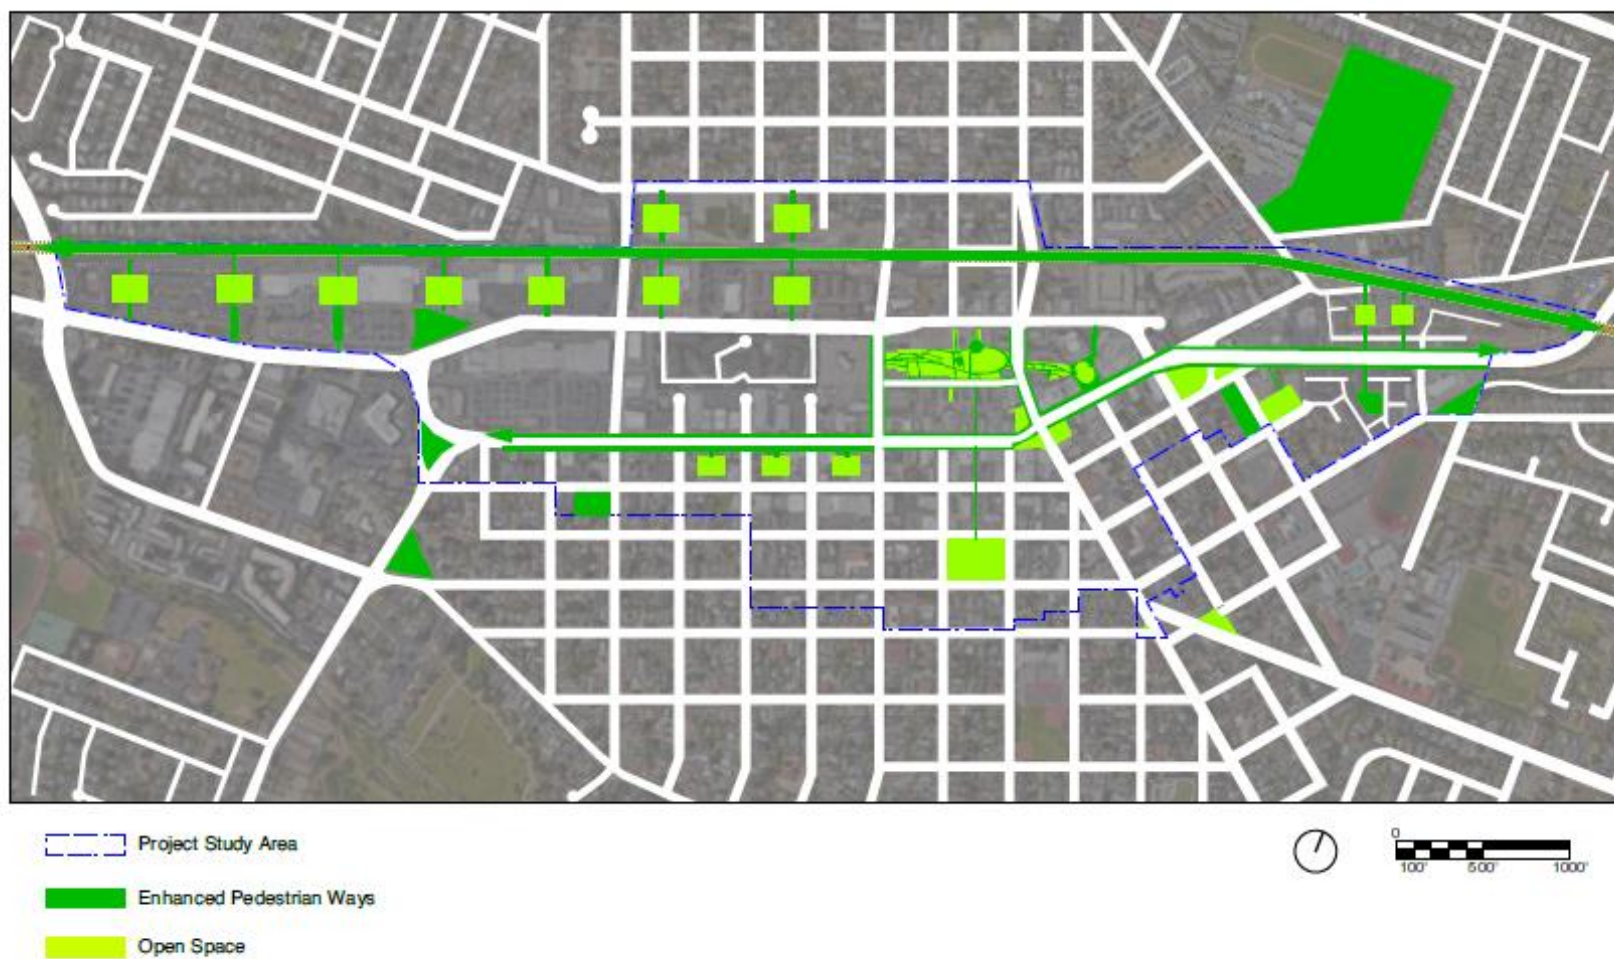 Project Study Area
Enhanced Pedestrian Ways
Open Space
0
100' 500' 1000'